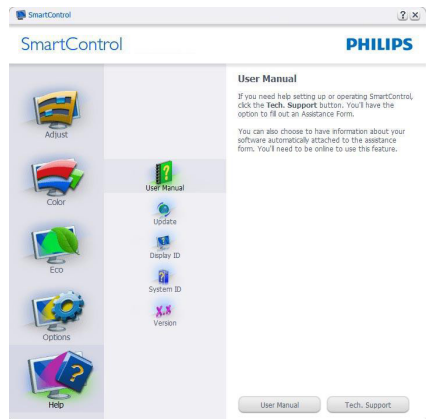 SmartControl
SmartControl
PHILIPS
Adjust
Color
Eco
Options
Help
User Manual
Update
Display ID
System ID
X.X
Version
User Manual
If you need help setting up or operating SmartControl,
click the Tech. Support button. You'll have the
option to fill out an Assistance Form.
You can also choose to have information about your
software automatically attached to the assistance
form. You'll need to be online to use this feature.
User Manual
Tech. Support